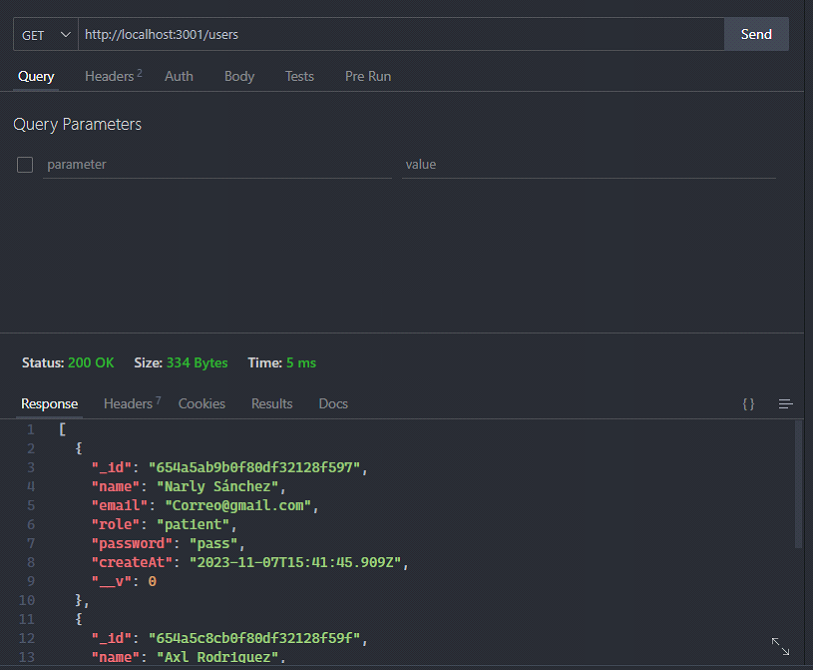 GET http://localhost:3001/users Send
Query Headers 2 Auth Body Tests Pre Run
Query Parameters
parameter value
Status: 200 OK Size: 334 Bytes Time: 5 ms
Response Headers 7 Cookies Results Docs {}
1 [
2 {
3 "_id": "654a5ab9b0f80df32128f597",
4 "name": "Narly Sánchez",
5 "email": "Correo@gmail.com",
6 "role": "patient",
7 "password": "pass",
8 "createAt": "2023-11-07T15:41:45.909Z",
9 "__v": 0
10 },
11 {
12 "_id": "654a5c8cb0f80df32128f59f",
13 "name": "Axl Rodriguez",